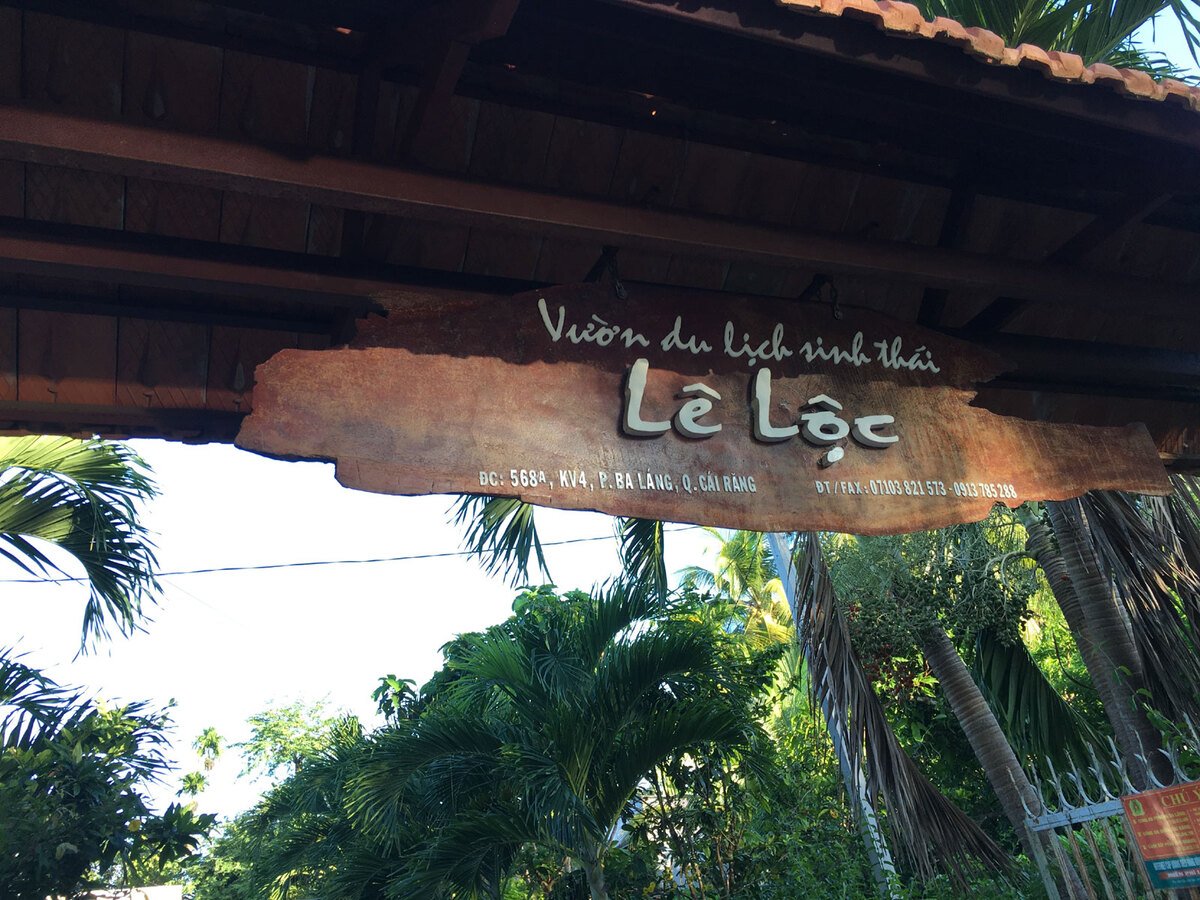 Vườn du lịch sinh thái
Lê Lộc
ĐC: 568A, KV4, P. BA LÁNG, Q. CÁI RĂNG ĐT / FAX: 07103 821 573 - 0913 785 288
CHÚ